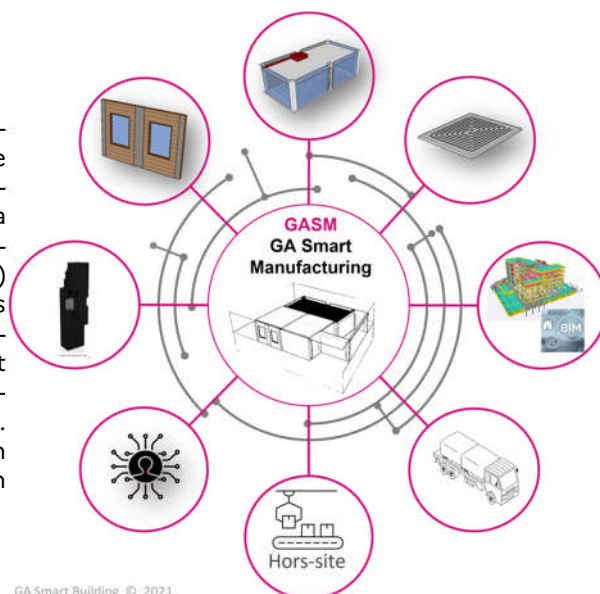 e
a
)
s
t
.
n
n
GASM
GA Smart
Manufacturing
BIM
Hors-site
GA Smart Building © 2021